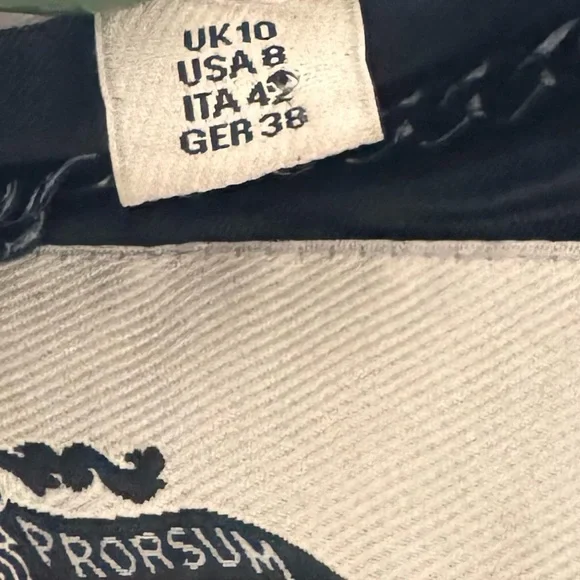 UK10
USA 8
ITA 42
GER 38
PRORSUM